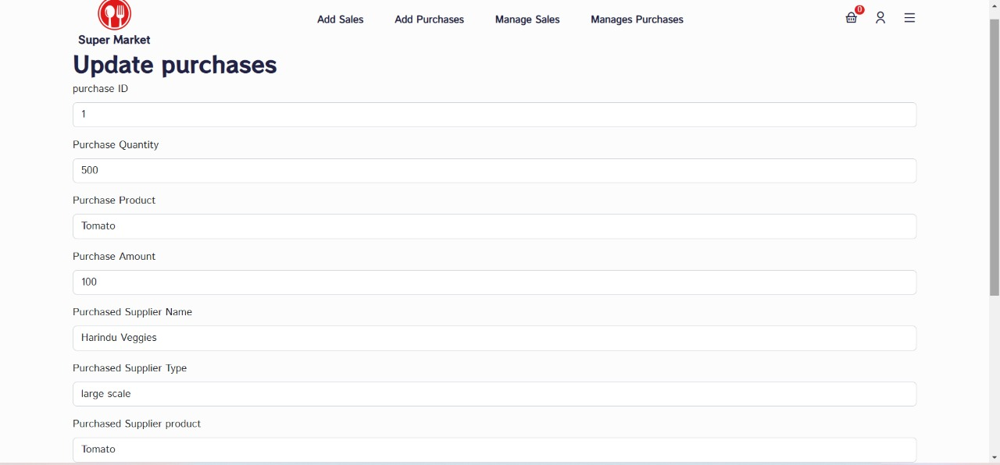 Add Sales Add Purchases Manage Sales Manages Purchases 0
Super Market
Update purchases
purchase ID
1
Purchase Quantity
500
Purchase Product
Tomato
Purchase Amount
100
Purchased Supplier Name
Harindu Veggies
Purchased Supplier Type
large scale
Purchased Supplier product
Tomato